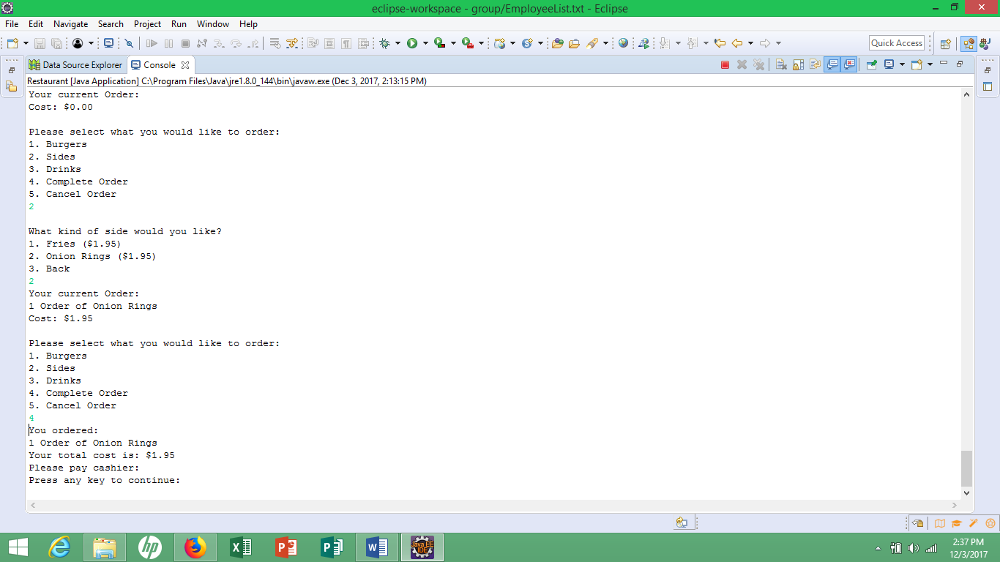 eclipse-workspace - group/EmployeeList.txt - Eclipse
File Edit Navigate Search Project Run Window Help
Quick Access
Data Source Explorer Console
Restaurant [Java Application] C:\Program Files\Java\jre1.8.0_144\bin\javaw.exe (Dec 3, 2017, 2:13:15 PM)
Your current Order:
Cost: $0.00
Please select what you would like to order:
1. Burgers
2. Sides
3. Drinks
4. Complete Order
5. Cancel Order
2
What kind of side would you like?
1. Fries ($1.95)
2. Onion Rings ($1.95)
3. Back
2
Your current Order:
1 Order of Onion Rings
Cost: $1.95
Please select what you would like to order:
1. Burgers
2. Sides
3. Drinks
4. Complete Order
5. Cancel Order
4
You ordered:
1 Order of Onion Rings
Your total cost is: $1.95
Please pay cashier:
Press any key to continue:
Java EE
IDE
2:37 PM
12/3/2017